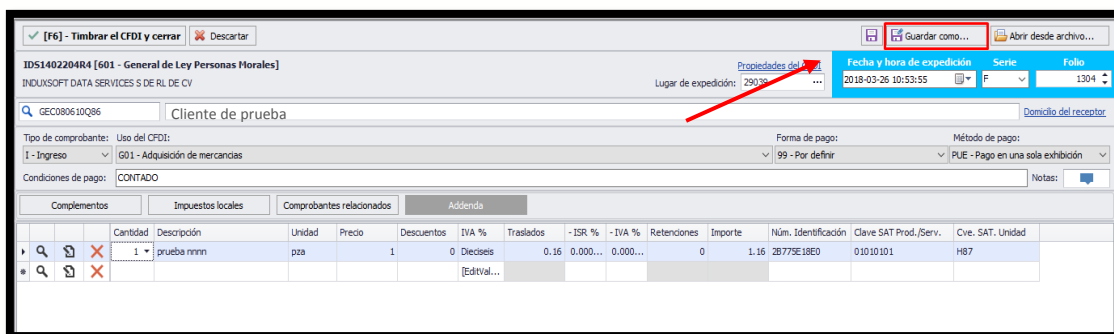 [F6] - Timbrar el CFDI y cerrar Descartar Guardar como... Abrir desde archivo...
IDS1402204R4 [601 - General de Ley Personas Morales] Propiedades del Fecha y hora de expedición Serie Folio
INDUXSOFT DATA SERVICES S DE RL DE CV Lugar de expedición: 29039 ... 2018-03-26 10:53:55 F 1304
GEC080610Q86 Cliente de prueba Domicilio del receptor
Tipo de comprobante: Uso del CFDI: Forma de pago: Método de pago:
I - Ingreso G01 - Adquisición de mercancias 99 - Por definir PUE - Pago en una sola exhibición
Condiciones de pago: CONTADO Notas:
Complementos Impuestos locales Comprobantes relacionados Addenda
Cantidad Descripción Unidad Precio Descuentos IVA % Traslados - ISR % - IVA % Retenciones Importe Núm. Identificación Clave SAT Prod./Serv. Cve. SAT. Unidad
1 prueba nnnn pza 1 0 Dieciseis 0.16 0.000... 0.000... 0 1.16 2B775E18E0 01010101 H87
[EditVal...